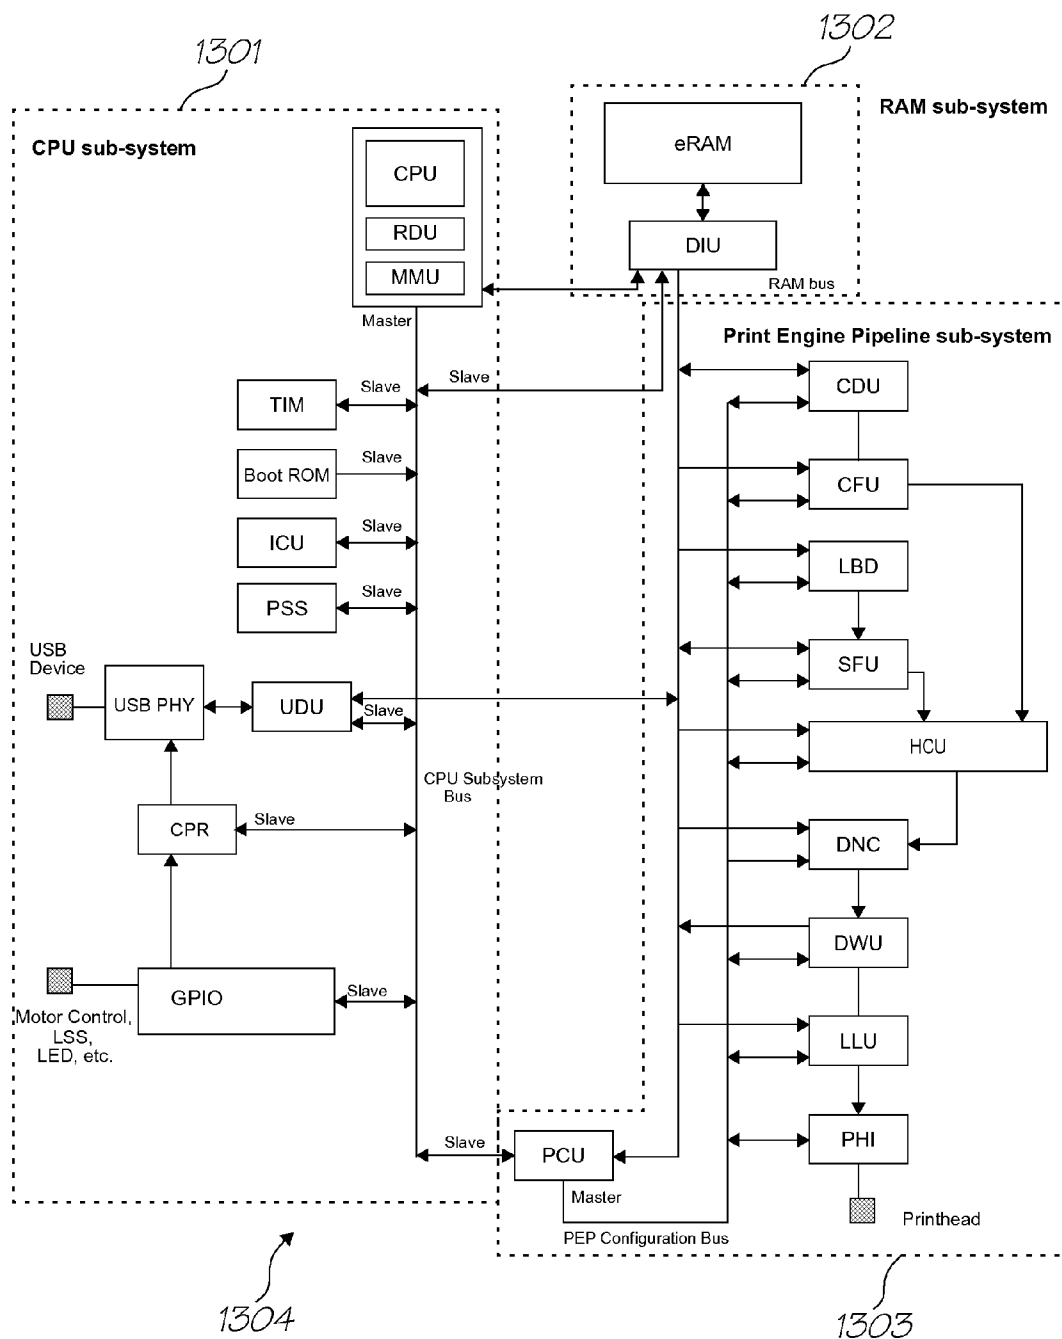 1301
1302
CPU sub-system
RAM sub-system
eRAM
CPU
RDU
MMU
DIU
RAM bus
Master
Print Engine Pipeline sub-system
Slave
Slave
TIM
CDU
Slave
Boot ROM
CFU
Slave
ICU
LBD
Slave
PSS
USB
Device
SFU
USB PHY
UDU
Slave
HCU
CPU Subsystem
Bus
CPR
Slave
DNC
DWU
GPIO
Slave
Motor Control,
LSS,
LED, etc.
LLU
Slave
PCU
PHI
Master
Printhead
PEP Configuration Bus
1304
1303